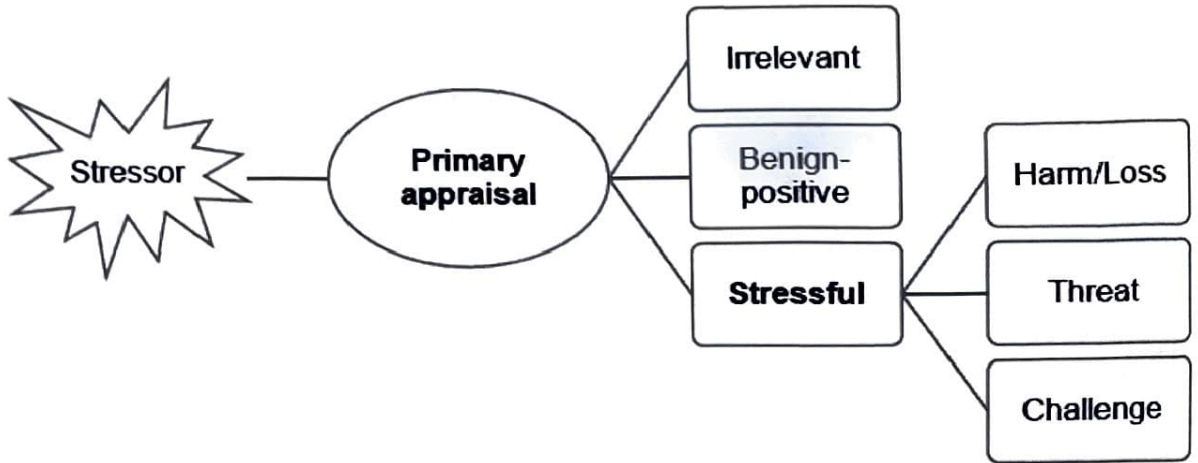 Stressor
Primary
appraisal
Irrelevant
Benign-
positive
Stressful
Harm/Loss
Threat
Challenge